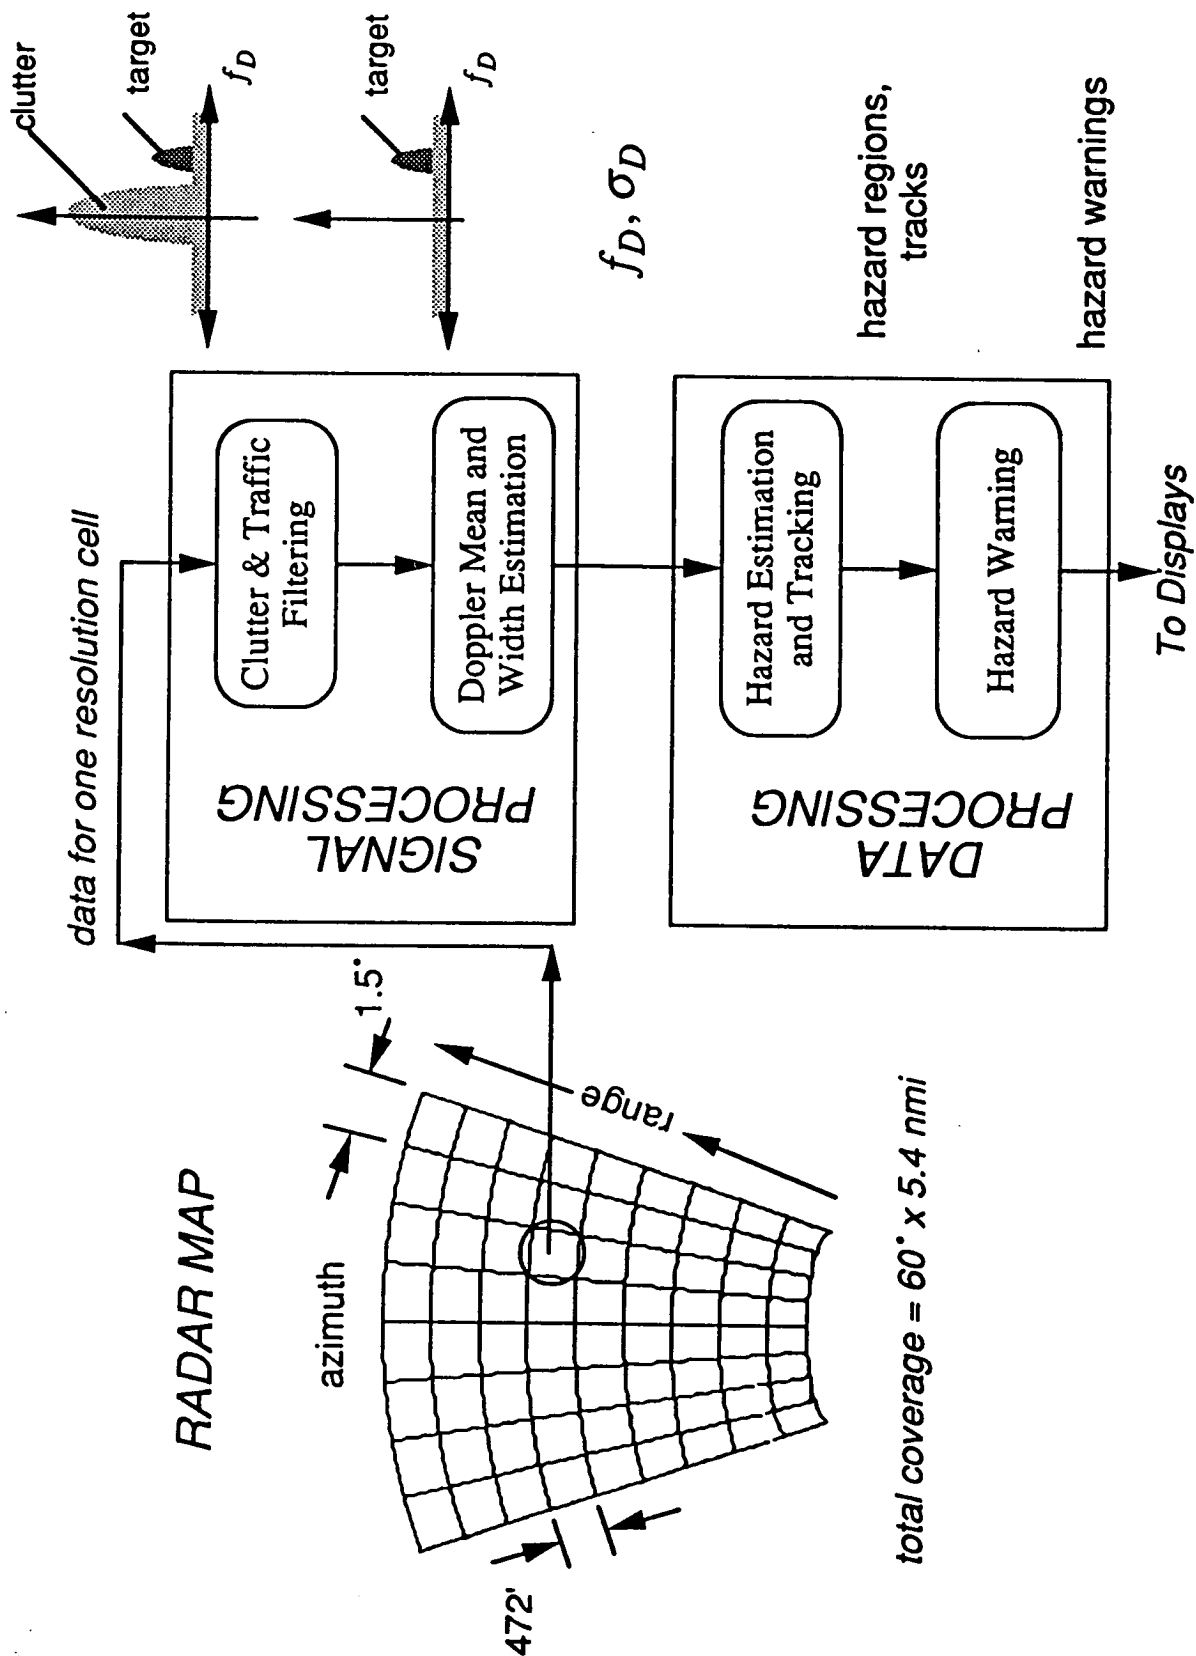 RADAR MAP
azimuth
1.5°
range
472'
total coverage = 60° x 5.4 nmi
data for one resolution cell
SIGNAL
PROCESSING
Clutter & Traffic
Filtering
Doppler Mean and
Width Estimation
DATA
PROCESSING
Hazard Estimation
and Tracking
Hazard Warning
To Displays
clutter
target
f_D
target
f_D
f_D, σ_D
hazard regions,
tracks
hazard warnings